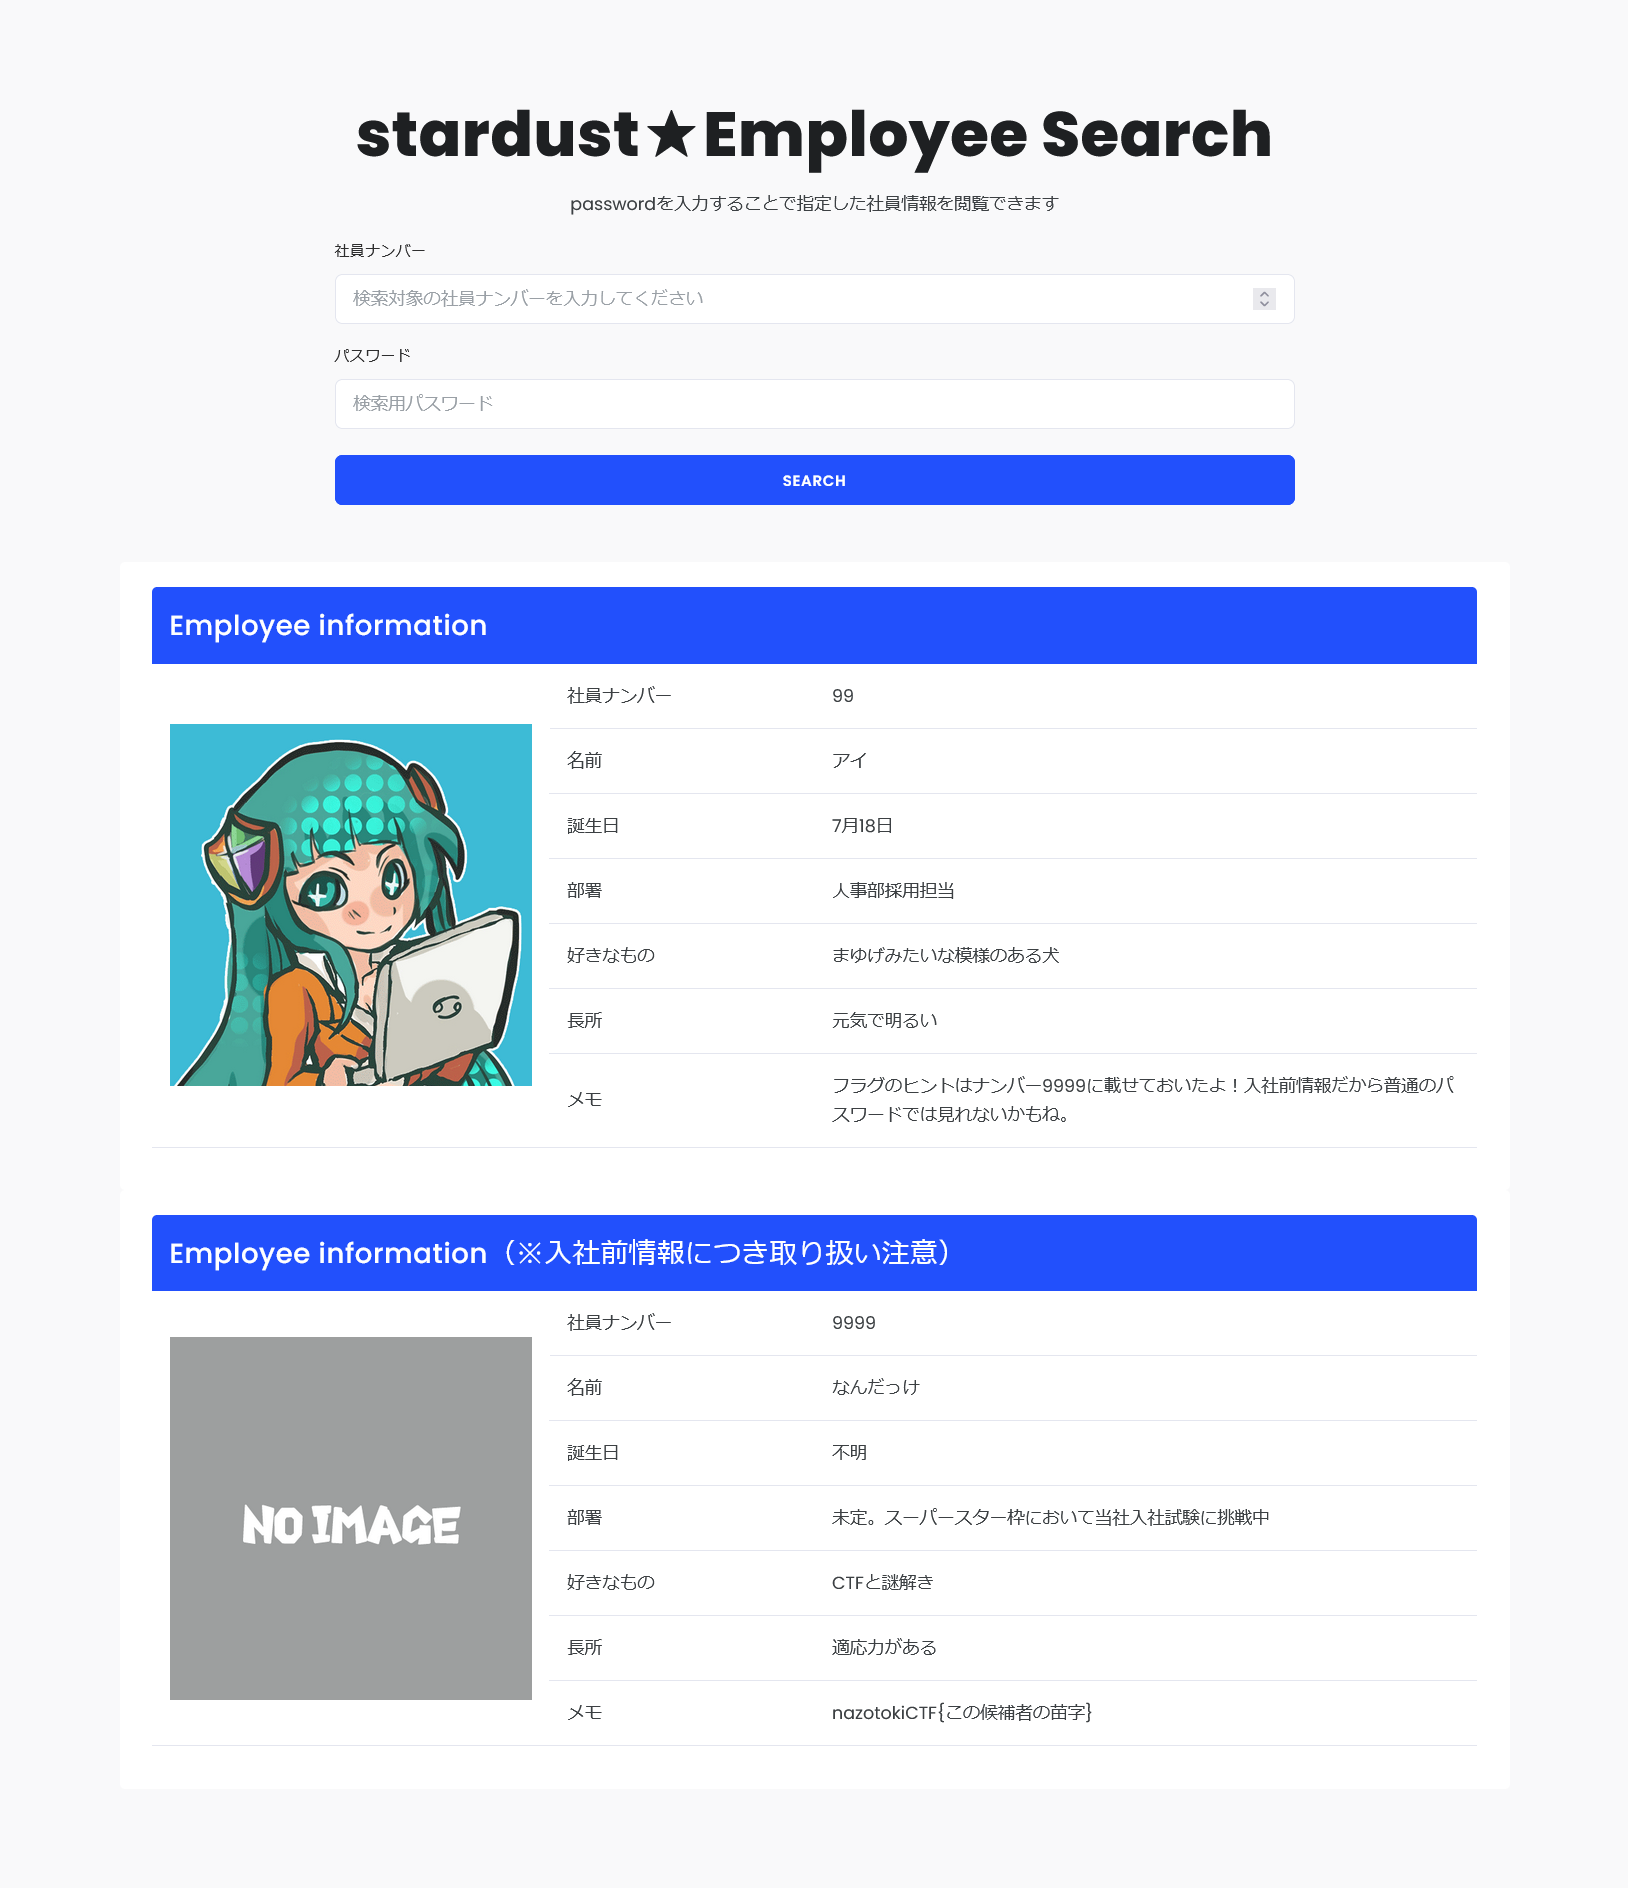 stardust★Employee Search
passwordを入力することで指定した社員情報を閲覧できます
社員ナンバー
検索対象の社員ナンバーを入力してください
パスワード
検索用パスワード
SEARCH
Employee information
社員ナンバー 99
名前 アイ
誕生日 7月18日
部署 人事部採用担当
好きなもの まゆげみたいな模様のある犬
長所 元気で明るい
メモ フラグのヒントはナンバー9999に載せておいたよ！入社前情報だから普通のパ
スワードでは見れないかもね。
Employee information（※入社前情報につき取り扱い注意）
NO IMAGE
社員ナンバー 9999
名前 なんだっけ
誕生日 不明
部署 未定。スーパースター枠において当社入社試験に挑戦中
好きなもの CTFと謎解き
長所 適応力がある
メモ nazotokiCTF{この候補者の苗字}